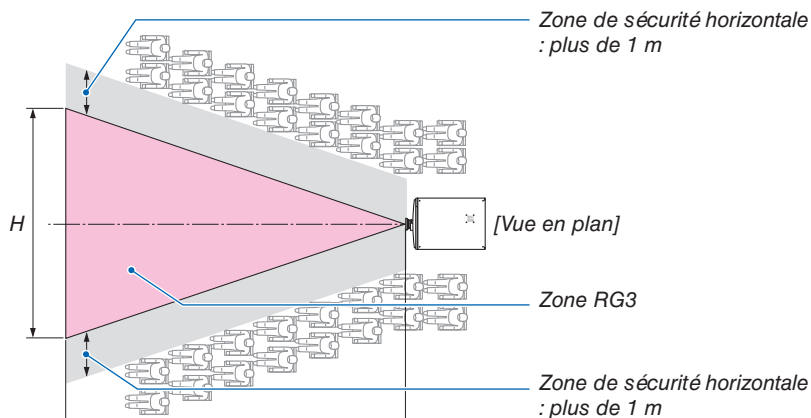 Zone de sécurité horizontale
: plus de 1 m
H
[Vue en plan]
Zone RG3
Zone de sécurité horizontale
: plus de 1 m